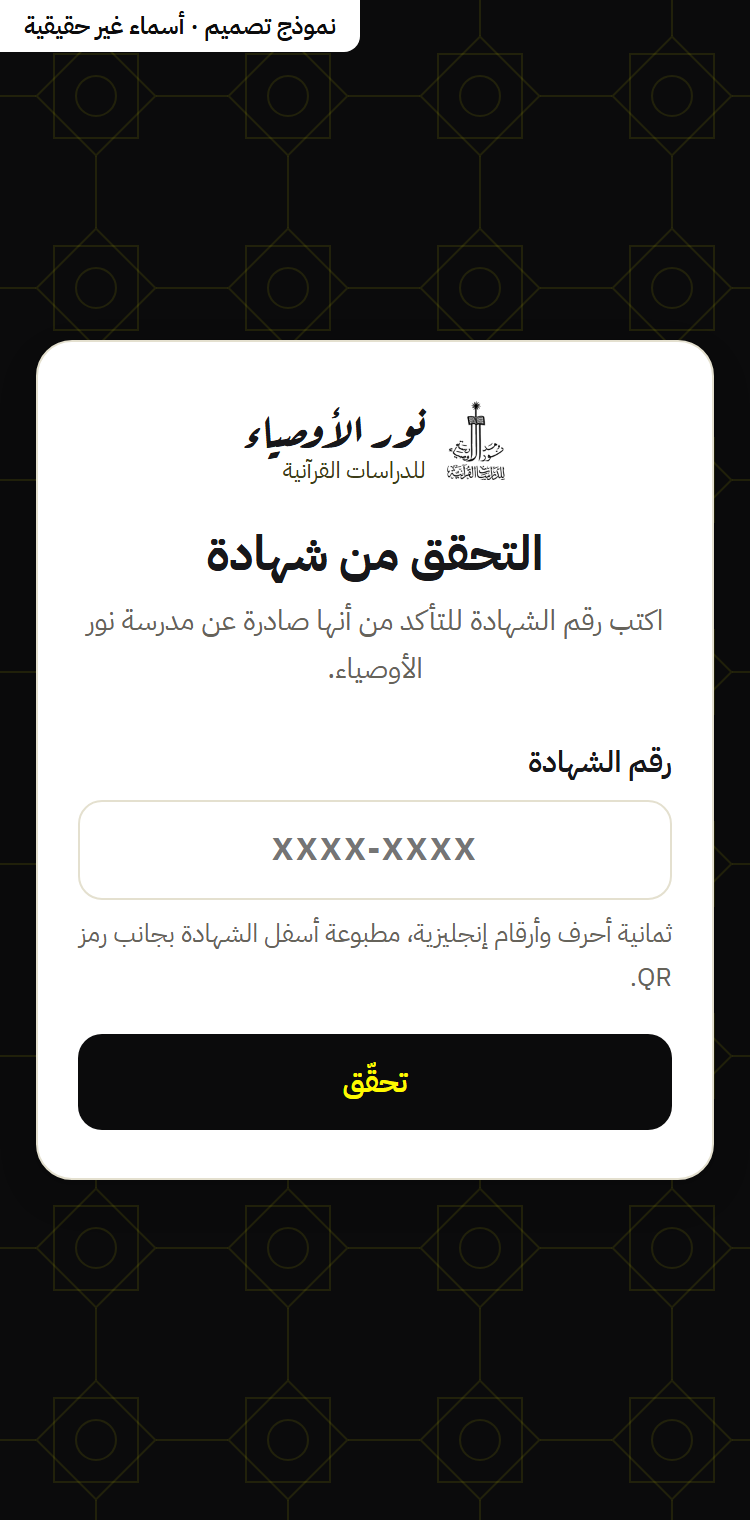 نموذج تصميم · أسماء غير حقيقية
نور الأوصياء
للدراسات القرآنية
التحقق من شهادة
اكتب رقم الشهادة للتأكد من أنها صادرة عن مدرسة نور
الأوصياء.
رقم الشهادة
XXXX-XXXX
ثمانية أحرف وأرقام إنجليزية، مطبوعة أسفل الشهادة بجانب رمز
QR.
تحقّق